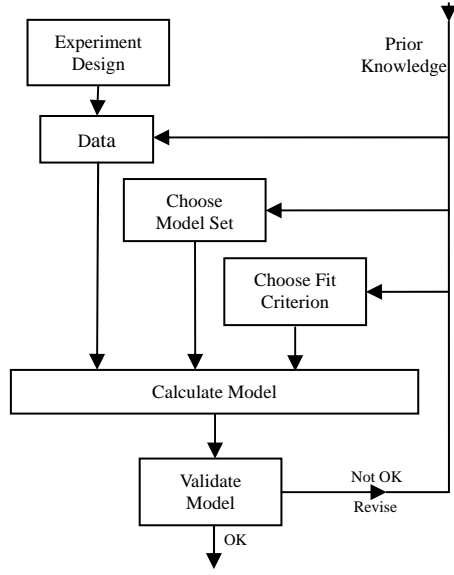 Experiment
Design
Prior
Knowledge
Data
Choose
Model Set
Choose Fit
Criterion
Calculate Model
Validate
Model
Not OK
Revise
OK